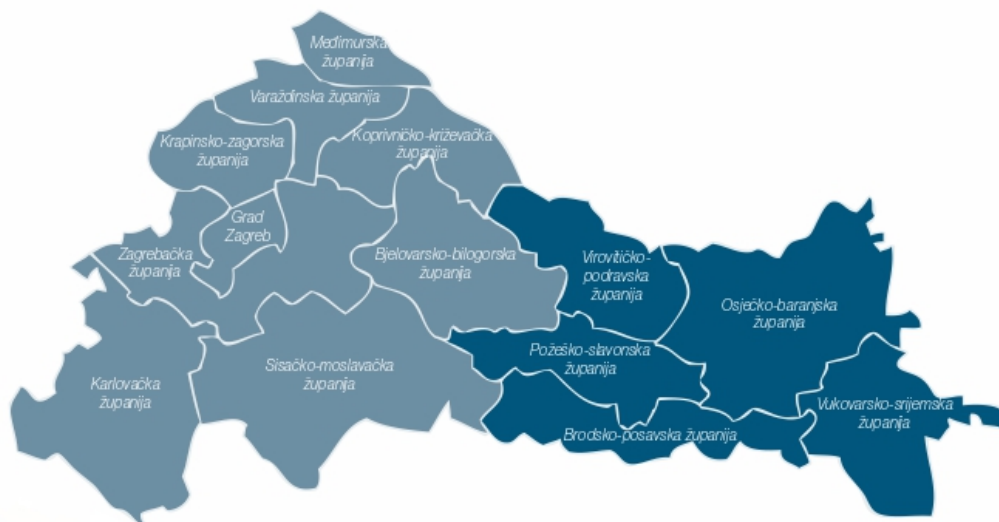 Međimurska
županija
Varaždinska županija
Krapinsko-zagorska
županija
Koprivničko-križevačka
županija
Grad
Zagreb
Zagrebačka
županija
Bjelovarsko-bilogorska
županija
Virovitičko-
podravska
županija
Osječko-baranjska
županija
Požeško-slavonska
županija
Sisačko-moslavačka
županija
Karlovačka
županija
Vukovarsko-srijemska
županija
Brodsko-posavska županija